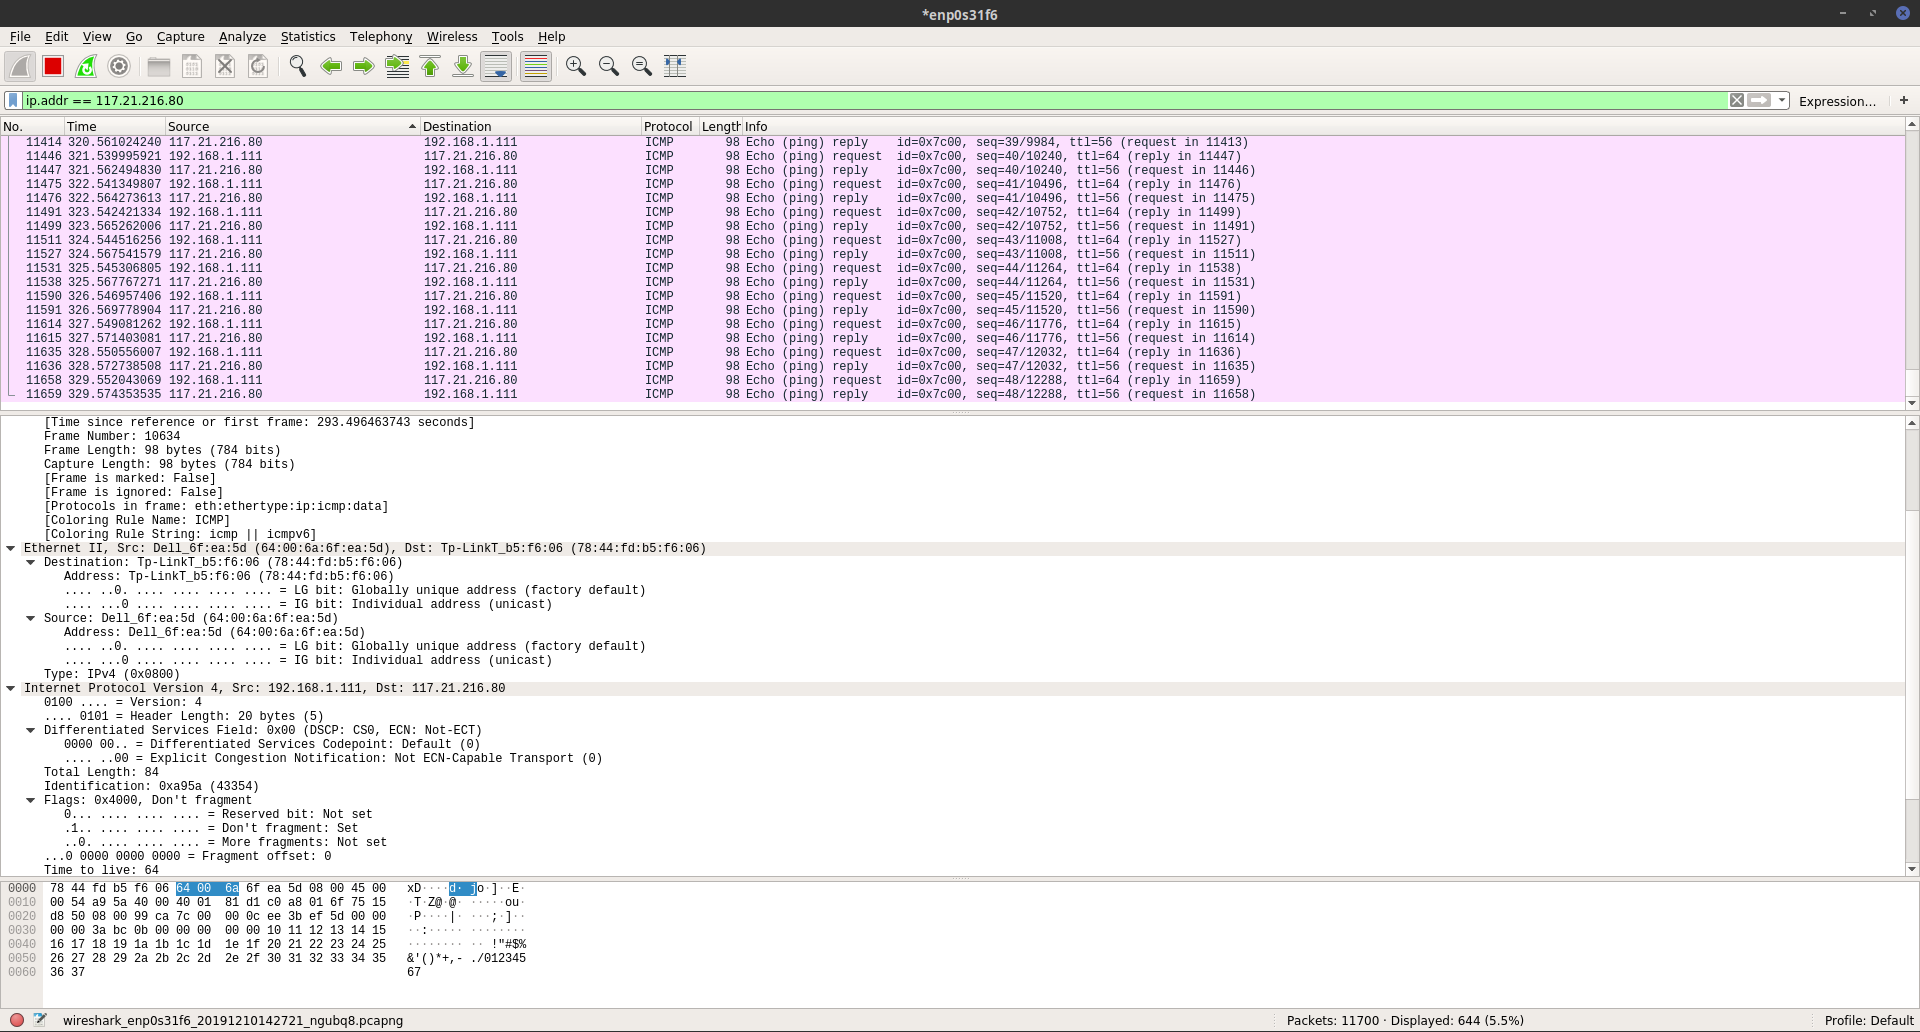 *enp0s31f6
File Edit View Go Capture Analyze Statistics Telephony Wireless Tools Help
ip.addr == 117.21.216.80 Expression… +
No. Time Source Destination Protocol Length Info
11414 320.561024240 117.21.216.80 192.168.1.111 ICMP 98 Echo (ping) reply id=0x7c00, seq=39/9984, ttl=56 (request in 11413)
11446 321.539995921 192.168.1.111 117.21.216.80 ICMP 98 Echo (ping) request id=0x7c00, seq=40/10240, ttl=64 (reply in 11447)
11447 321.562494830 117.21.216.80 192.168.1.111 ICMP 98 Echo (ping) reply id=0x7c00, seq=40/10240, ttl=56 (request in 11446)
11475 322.541349807 192.168.1.111 117.21.216.80 ICMP 98 Echo (ping) request id=0x7c00, seq=41/10496, ttl=64 (reply in 11476)
11476 322.564273613 117.21.216.80 192.168.1.111 ICMP 98 Echo (ping) reply id=0x7c00, seq=41/10496, ttl=56 (request in 11475)
11491 323.542421334 192.168.1.111 117.21.216.80 ICMP 98 Echo (ping) request id=0x7c00, seq=42/10752, ttl=64 (reply in 11499)
11499 323.565262006 117.21.216.80 192.168.1.111 ICMP 98 Echo (ping) reply id=0x7c00, seq=42/10752, ttl=56 (request in 11491)
11511 324.544516256 192.168.1.111 117.21.216.80 ICMP 98 Echo (ping) request id=0x7c00, seq=43/11008, ttl=64 (reply in 11527)
11527 324.567541579 117.21.216.80 192.168.1.111 ICMP 98 Echo (ping) reply id=0x7c00, seq=43/11008, ttl=56 (request in 11511)
11531 325.545306805 192.168.1.111 117.21.216.80 ICMP 98 Echo (ping) request id=0x7c00, seq=44/11264, ttl=64 (reply in 11538)
11538 325.567767271 117.21.216.80 192.168.1.111 ICMP 98 Echo (ping) reply id=0x7c00, seq=44/11264, ttl=56 (request in 11531)
11590 326.546957406 192.168.1.111 117.21.216.80 ICMP 98 Echo (ping) request id=0x7c00, seq=45/11520, ttl=64 (reply in 11591)
11591 326.569778904 117.21.216.80 192.168.1.111 ICMP 98 Echo (ping) reply id=0x7c00, seq=45/11520, ttl=56 (request in 11590)
11614 327.549081262 192.168.1.111 117.21.216.80 ICMP 98 Echo (ping) request id=0x7c00, seq=46/11776, ttl=64 (reply in 11615)
11615 327.571403081 117.21.216.80 192.168.1.111 ICMP 98 Echo (ping) reply id=0x7c00, seq=46/11776, ttl=56 (request in 11614)
11635 328.550556007 192.168.1.111 117.21.216.80 ICMP 98 Echo (ping) request id=0x7c00, seq=47/12032, ttl=64 (reply in 11636)
11636 328.572738508 117.21.216.80 192.168.1.111 ICMP 98 Echo (ping) reply id=0x7c00, seq=47/12032, ttl=56 (request in 11635)
11658 329.552043069 192.168.1.111 117.21.216.80 ICMP 98 Echo (ping) request id=0x7c00, seq=48/12288, ttl=64 (reply in 11659)
11659 329.574353535 117.21.216.80 192.168.1.111 ICMP 98 Echo (ping) reply id=0x7c00, seq=48/12288, ttl=56 (request in 11658)
[Time since reference or first frame: 293.496463743 seconds]
Frame Number: 10634
Frame Length: 98 bytes (784 bits)
Capture Length: 98 bytes (784 bits)
[Frame is marked: False]
[Frame is ignored: False]
[Protocols in frame: eth:ethertype:ip:icmp:data]
[Coloring Rule Name: ICMP]
[Coloring Rule String: icmp || icmpv6]
Ethernet II, Src: Dell_6f:ea:5d (64:00:6a:6f:ea:5d), Dst: Tp-LinkT_b5:f6:06 (78:44:fd:b5:f6:06)
Destination: Tp-LinkT_b5:f6:06 (78:44:fd:b5:f6:06)
Address: Tp-LinkT_b5:f6:06 (78:44:fd:b5:f6:06)
.... ..0. .... .... .... .... = LG bit: Globally unique address (factory default)
.... ...0 .... .... .... .... = IG bit: Individual address (unicast)
Source: Dell_6f:ea:5d (64:00:6a:6f:ea:5d)
Address: Dell_6f:ea:5d (64:00:6a:6f:ea:5d)
.... ..0. .... .... .... .... = LG bit: Globally unique address (factory default)
.... ...0 .... .... .... .... = IG bit: Individual address (unicast)
Type: IPv4 (0x0800)
Internet Protocol Version 4, Src: 192.168.1.111, Dst: 117.21.216.80
0100 .... = Version: 4
.... 0101 = Header Length: 20 bytes (5)
Differentiated Services Field: 0x00 (DSCP: CS0, ECN: Not-ECT)
0000 00.. = Differentiated Services Codepoint: Default (0)
.... ..00 = Explicit Congestion Notification: Not ECN-Capable Transport (0)
Total Length: 84
Identification: 0xa95a (43354)
Flags: 0x4000, Don't fragment
0... .... .... .... = Reserved bit: Not set
.1.. .... .... .... = Don't fragment: Set
..0. .... .... .... = More fragments: Not set
...0 0000 0000 0000 = Fragment offset: 0
Time to live: 64
0000 78 44 fd b5 f6 06 64 00 6a 6f ea 5d 08 00 45 00 xD····d· jo·]··E·
0010 00 54 a9 5a 40 00 40 01 81 d1 c0 a8 01 6f 75 15 ·T·Z@·@· ·····ou·
0020 d8 50 08 00 99 ca 7c 00 00 0c ee 3b ef 5d 00 00 ·P····|· ···;·]··
0030 00 00 3a bc 0b 00 00 00 00 00 10 11 12 13 14 15 ··:····· ········
0040 16 17 18 19 1a 1b 1c 1d 1e 1f 20 21 22 23 24 25 ········ ·· !"#$%
0050 26 27 28 29 2a 2b 2c 2d 2e 2f 30 31 32 33 34 35 &'()*+,- ./012345
0060 36 37 67
wireshark_enp0s31f6_20191210142721_ngubq8.pcapng Packets: 11700 · Displayed: 644 (5.5%) Profile: Default